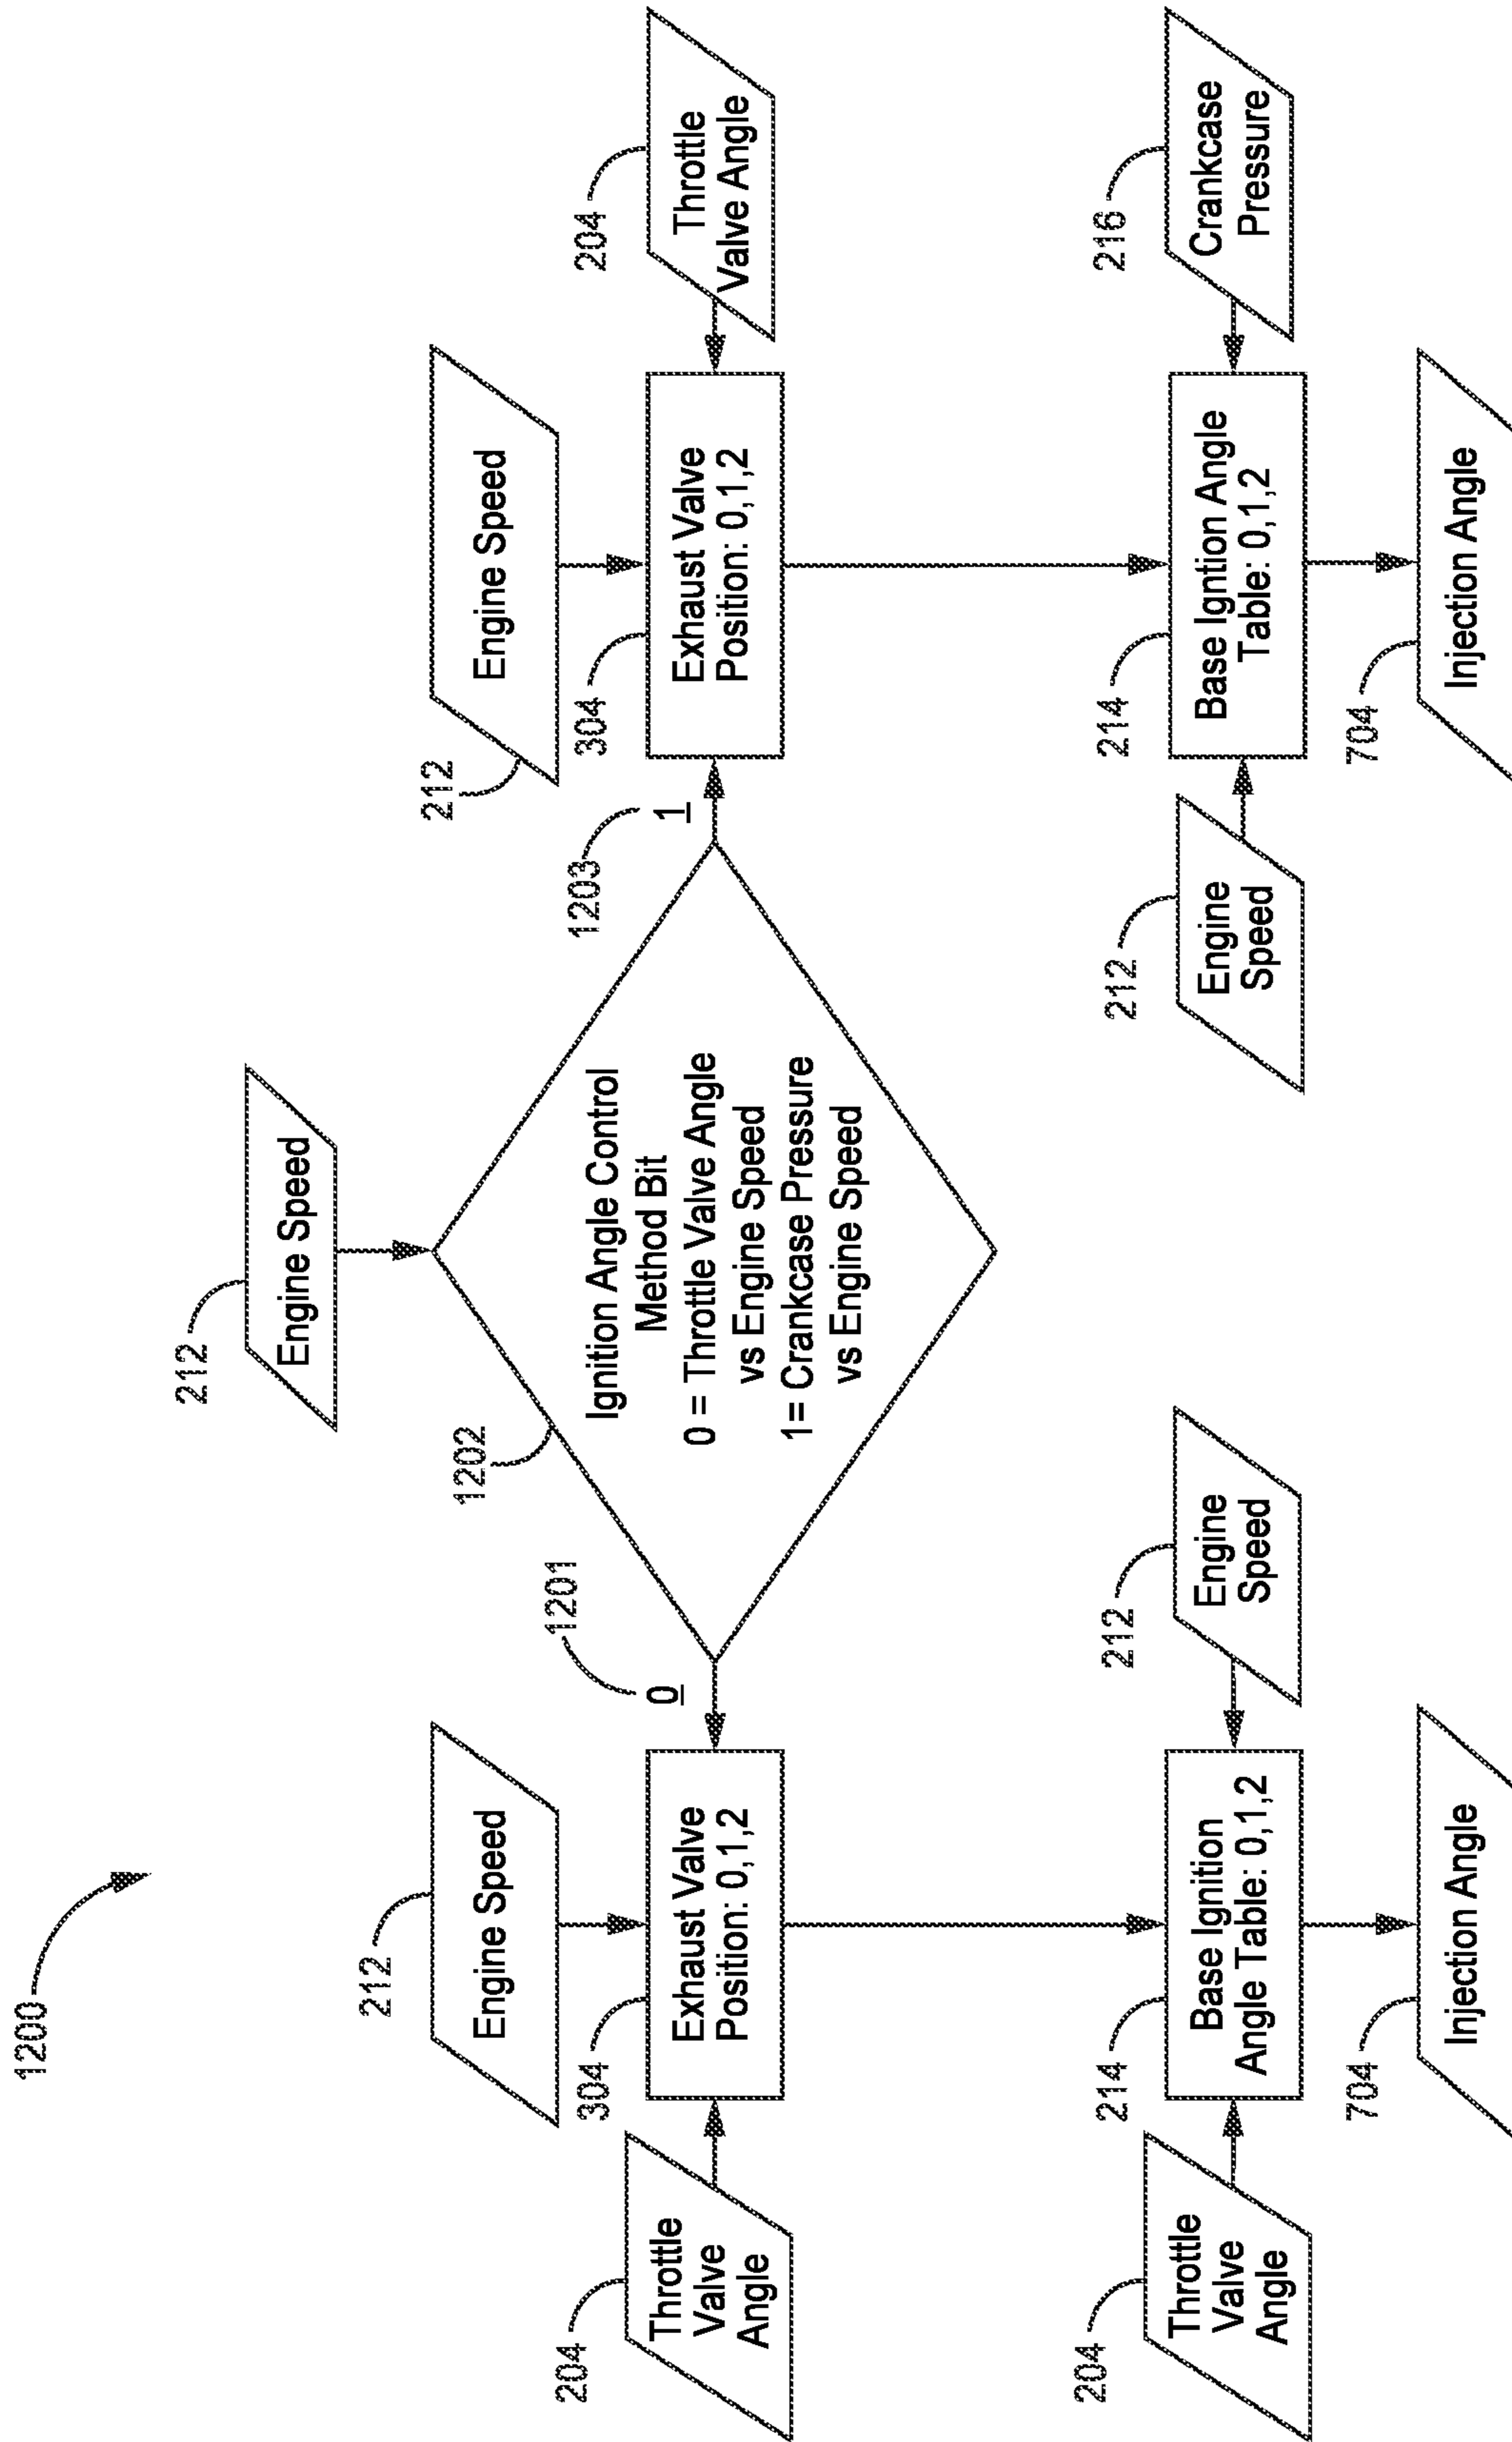 1200
212
Engine Speed
1202
Ignition Angle Control
Method Bit
0 = Throttle Valve Angle
vs Engine Speed
1= Crankcase Pressure
vs Engine Speed
1201
0
212
Engine Speed
204
Throttle
Valve
Angle
304
Exhaust Valve
Position: 0,1,2
204
Throttle
Valve
Angle
214
Base Ignition
Angle Table: 0,1,2
212
Engine
Speed
704
Injection Angle
1203
1
212
Engine Speed
304
Exhaust Valve
Position: 0,1,2
204
Throttle
Valve Angle
212
Engine
Speed
214
Base Igntion Angle
Table: 0,1,2
216
Crankcase
Pressure
704
Injection Angle